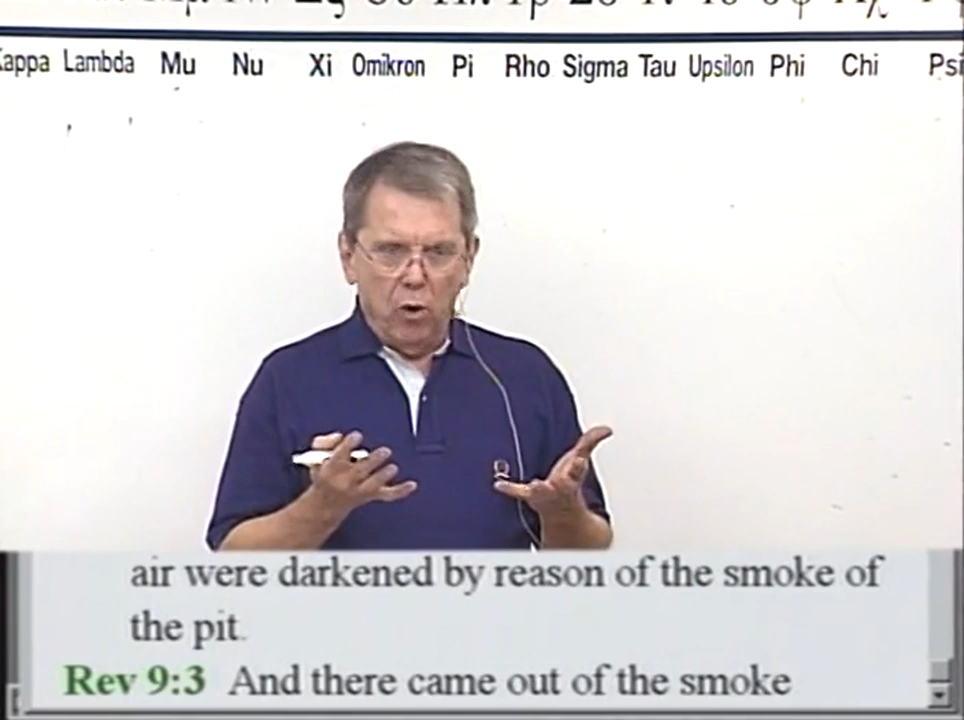 Lambda Mu Nu Xi Omikron Pi Rho Sigma Tau Upsilon Phi Chi Psi
air were darkened by reason of the smoke of
the pit.
Rev 9:3 And there came out of the smoke